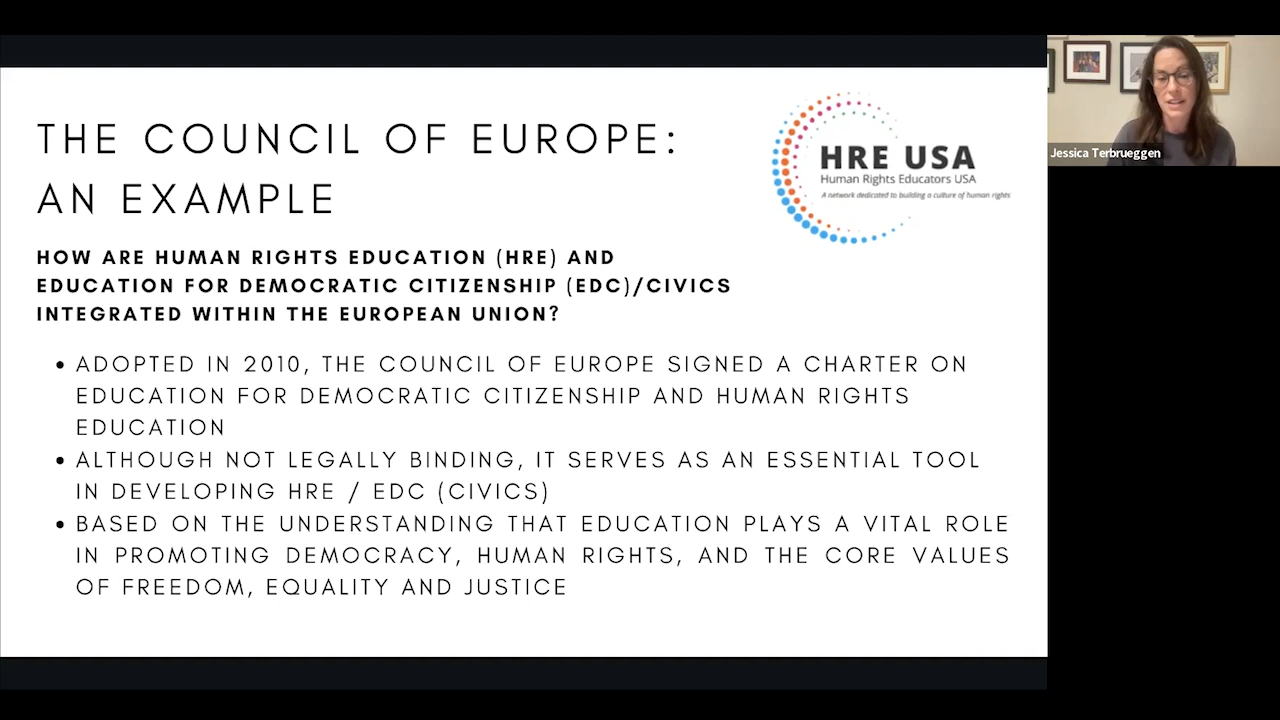 THE COUNCIL OF EUROPE:
AN EXAMPLE
HRE USA
Human Rights Educators USA
A network dedicated to building a culture of human rights
Jessica Terbrueggen
HOW ARE HUMAN RIGHTS EDUCATION (HRE) AND
EDUCATION FOR DEMOCRATIC CITIZENSHIP (EDC)/CIVICS
INTEGRATED WITHIN THE EUROPEAN UNION?
• ADOPTED IN 2010, THE COUNCIL OF EUROPE SIGNED A CHARTER ON
EDUCATION FOR DEMOCRATIC CITIZENSHIP AND HUMAN RIGHTS
EDUCATION
• ALTHOUGH NOT LEGALLY BINDING, IT SERVES AS AN ESSENTIAL TOOL
IN DEVELOPING HRE / EDC (CIVICS)
• BASED ON THE UNDERSTANDING THAT EDUCATION PLAYS A VITAL ROLE
IN PROMOTING DEMOCRACY, HUMAN RIGHTS, AND THE CORE VALUES
OF FREEDOM, EQUALITY AND JUSTICE